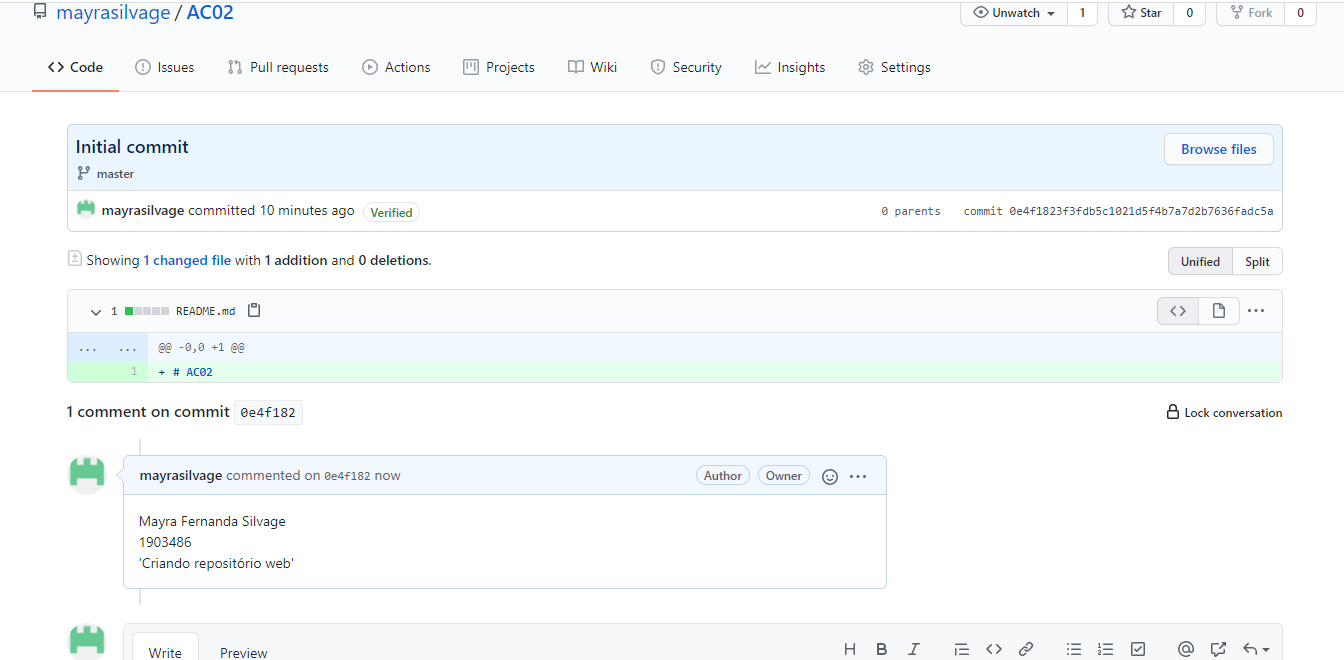 mayrasilvage / AC02
Unwatch 1 Star 0 Fork 0
Code Issues Pull requests Actions Projects Wiki Security Insights Settings
Initial commit
Browse files
master
mayrasilvage committed 10 minutes ago Verified
0 parents commit 0e4f1823f3fdb5c1021d5f4b7a7d2b7636fadc5a
Showing 1 changed file with 1 addition and 0 deletions.
Unified Split
1 README.md
... ... @@ -0,0 +1 @@
1 + # AC02
1 comment on commit 0e4f182
Lock conversation
mayrasilvage commented on 0e4f182 now
Author Owner
Mayra Fernanda Silvage
1903486
'Criando repositório web'
Write Preview